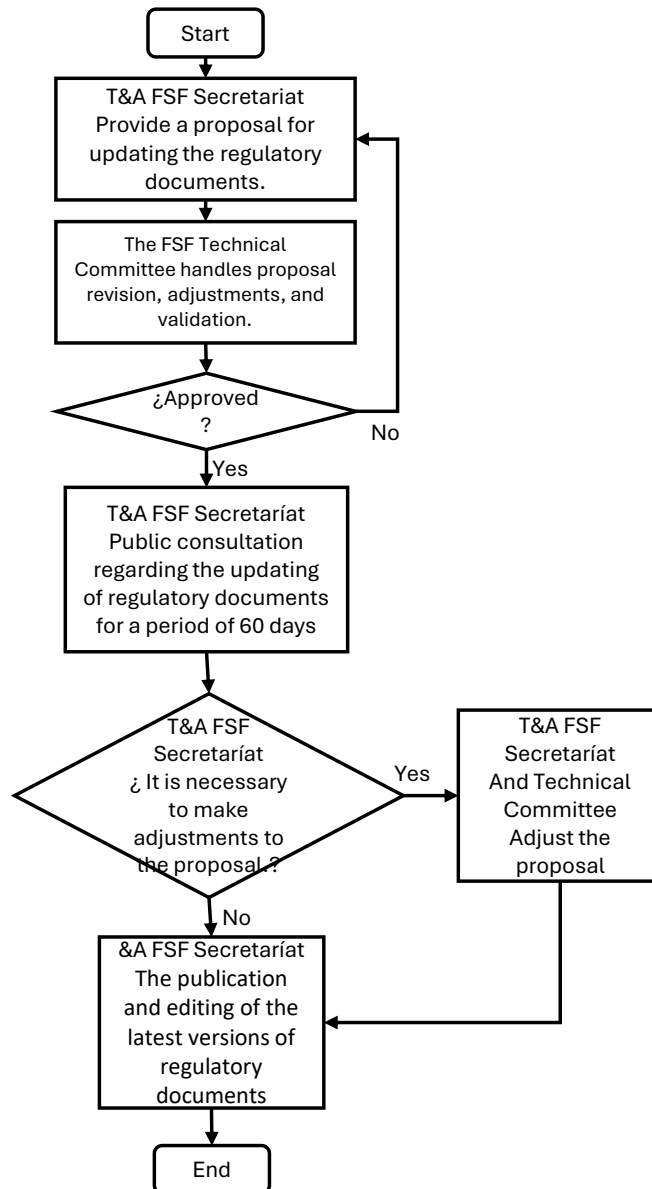 Start
T&A FSF Secretariat
Provide a proposal for
updating the regulatory
documents.
The FSF Technical
Committee handles proposal
revision, adjustments, and
validation.
¿Approved
?
No
Yes
T&A FSF Secretaríat
Public consultation
regarding the updating
of regulatory documents
for a period of 60 days
T&A FSF
Secretaríat
¿ It is necessary
to make
adjustments to
the proposal.?
Yes
T&A FSF
Secretaríat
And Technical
Committee
Adjust the
proposal
No
&A FSF Secretaríat
The publication
and editing of the
latest versions of
regulatory
documents
End